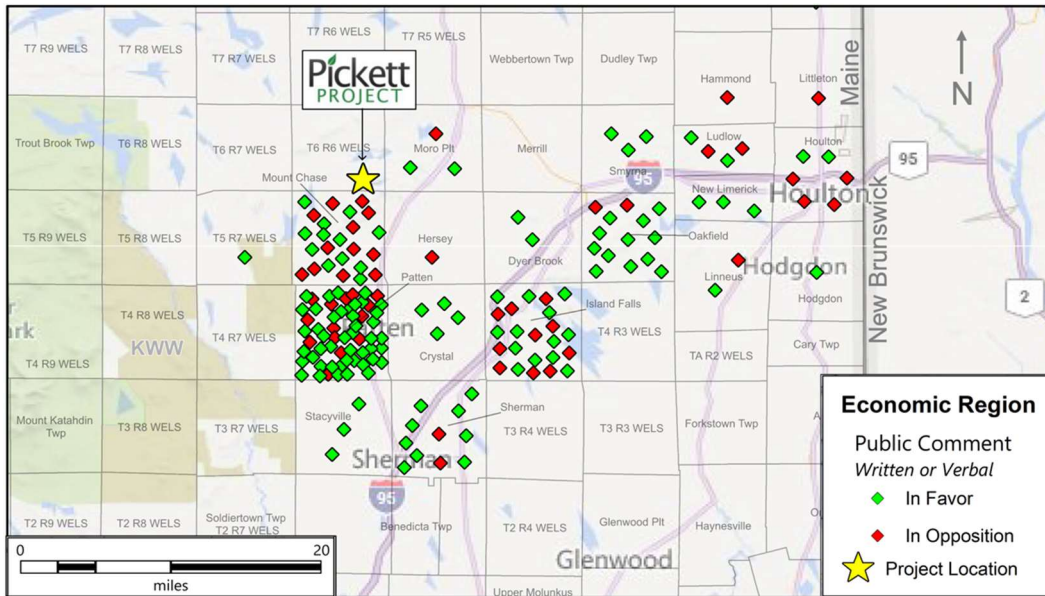 T7 R9 WELS
T7 R8 WELS
T7 R7 WELS
T7 R6 WELS
T7 R5 WELS
Webbertown Twp
Dudley Twp
Hammond
Littleton
Maine
N
Pickett
PROJECT
Trout Brook Twp
T6 R8 WELS
T6 R7 WELS
T6 R6 WELS
Moro Plt
Merrill
Smyrna
95
Ludlow
Houlton
95
Mount Chase
New Limerick
Houlton
T5 R9 WELS
T5 R8 WELS
T5 R7 WELS
Hersey
Dyer Brook
Oakfield
Linneus
Hodgdon
New Brunswick
2
Patten
Island Falls
Hodgdon
T4 R8 WELS
KWW
T4 R9 WELS
T4 R7 WELS
Crystal
T4 R3 WELS
TA R2 WELS
Cary Twp
Mount Katahdin
Twp
T3 R8 WELS
T3 R7 WELS
Stacyville
Sherman
T3 R4 WELS
T3 R3 WELS
Forkstown Twp
Sherman
95
T2 R9 WELS
T2 R8 WELS
Soldiertown Twp
T2 R7 WELS
Benedicta Twp
T2 R4 WELS
Glenwood Plt
Haynesville
Glenwood
Upper Molunkus
0
20
miles
Economic Region
Public Comment
Written or Verbal
In Favor
In Opposition
Project Location